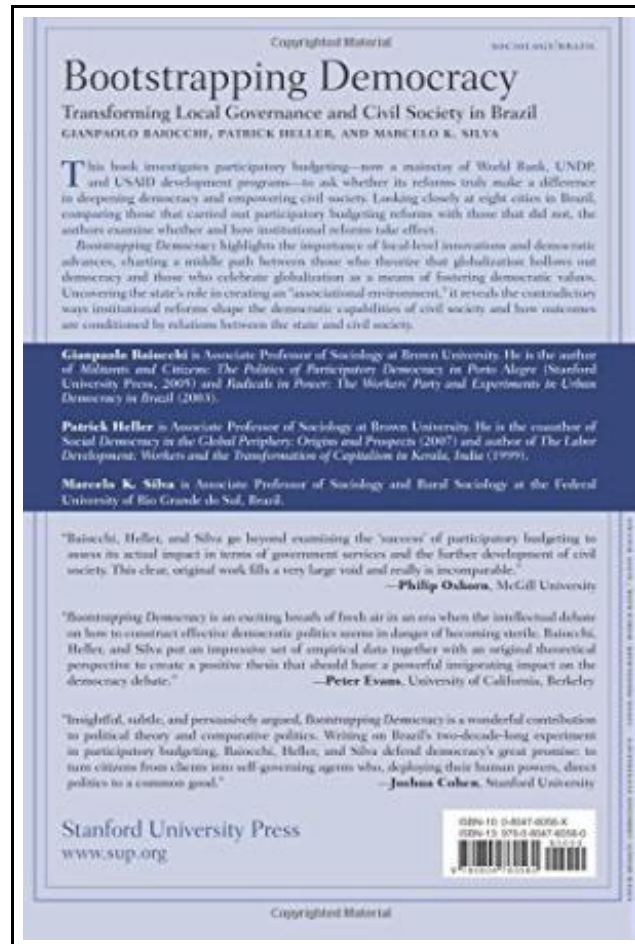 Copyrighted Material
SOCIOLOGY/BRAZIL
Bootstrapping Democracy
Transforming Local Governance and Civil Society in Brazil
GIANPAOLO BAIOCCHI, PATRICK HELLER, AND MARCELO K. SILVA
This book investigates participatory budgeting—now a mainstay of World Bank, UNDP,
and USAID development programs—to ask whether its reforms truly make a difference
in deepening democracy and empowering civil society. Looking closely at eight cities in Brazil,
comparing those that carried out participatory budgeting reforms with those that did not, the
authors examine whether and how institutional reforms take effect.
Bootstrapping Democracy highlights the importance of local-level innovations and democratic
advances, charting a middle path between those who theorize that globalization hollows out
democracy and those who celebrate globalization as a means of fostering democratic values.
Uncovering the state's role in creating an "associational environment," it reveals the contradictory
ways institutional reforms shape the democratic capabilities of civil society and how outcomes
are conditioned by relations between the state and civil society.
Gianpaolo Baiocchi is Associate Professor of Sociology at Brown University. He is the author
of Militants and Citizens: The Politics of Participatory Democracy in Porto Alegre (Stanford
University Press, 2005) and Radicals in Power: The Workers' Party and Experiments in Urban
Democracy in Brazil (2003).
Patrick Heller is Associate Professor of Sociology at Brown University. He is the coauthor of
Social Democracy in the Global Periphery: Origins and Prospects (2007) and author of The Labor
Development: Workers and the Transformation of Capitalism in Kerala, India (1999).
Marcelo K. Silva is Associate Professor of Sociology and Rural Sociology at the Federal
University of Rio Grande do Sul, Brazil.
"Baiocchi, Heller, and Silva go beyond examining the 'success' of participatory budgeting to
assess its actual impact in terms of government services and the further development of civil
society. This clear, original work fills a very large void and really is incomparable."
—Philip Oxhorn, McGill University
"Bootstrapping Democracy is an exciting breath of fresh air in an era when the intellectual debate
on how to construct effective democratic politics seems in danger of becoming sterile. Baiocchi,
Heller, and Silva put an impressive set of empirical data together with an original theoretical
perspective to create a positive thesis that should have a powerful invigorating impact on the
democracy debate." —Peter Evans, University of California, Berkeley
"Insightful, subtle, and persuasively argued, Bootstrapping Democracy is a wonderful contribution
to political theory and comparative politics. Writing on Brazil's two-decade-long experiment
in participatory budgeting, Baiocchi, Heller, and Silva defend democracy's great promise: to
turn citizens from clients into self-governing agents who, deploying their human powers, direct
politics to a common good." —Joshua Cohen, Stanford University
Stanford University Press
www.sup.org
ISBN-10: 0-8047-6056-X
ISBN-13: 978-0-8047-6056-0
Copyrighted Material